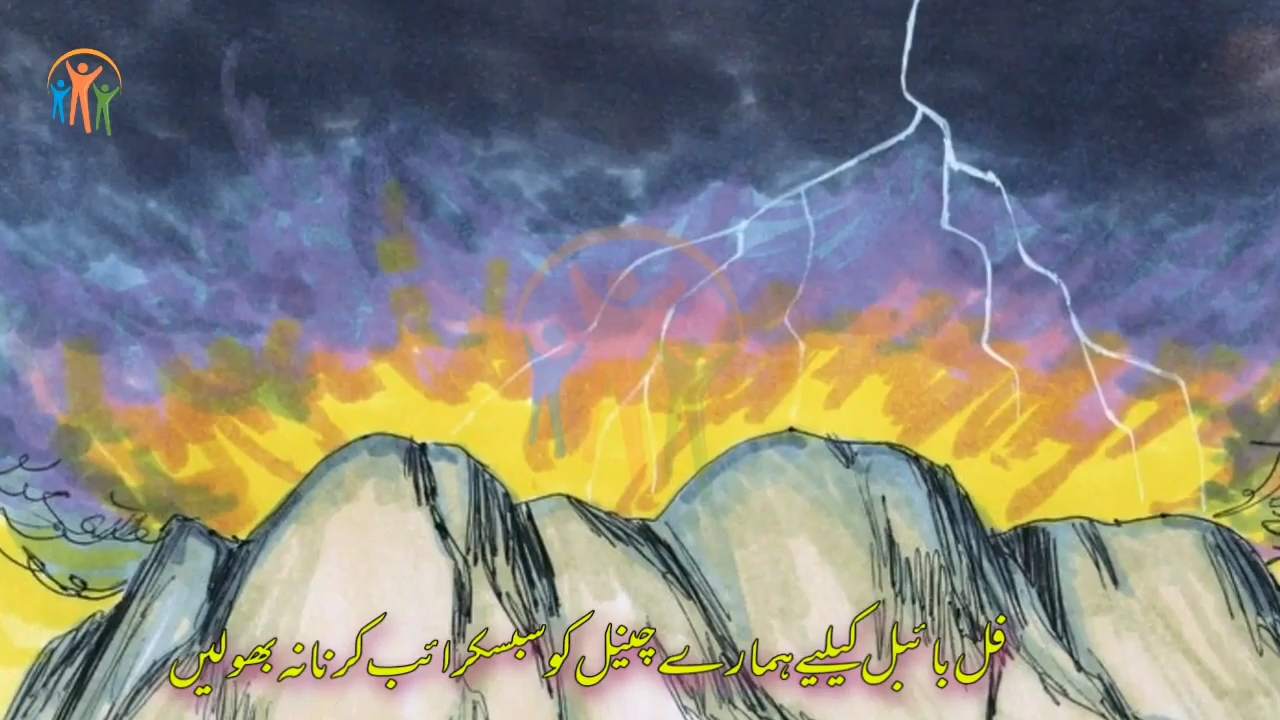 فل بائبل کیلیے ہمارے چینل کو سبسکرائب کرنا نہ بھولیں